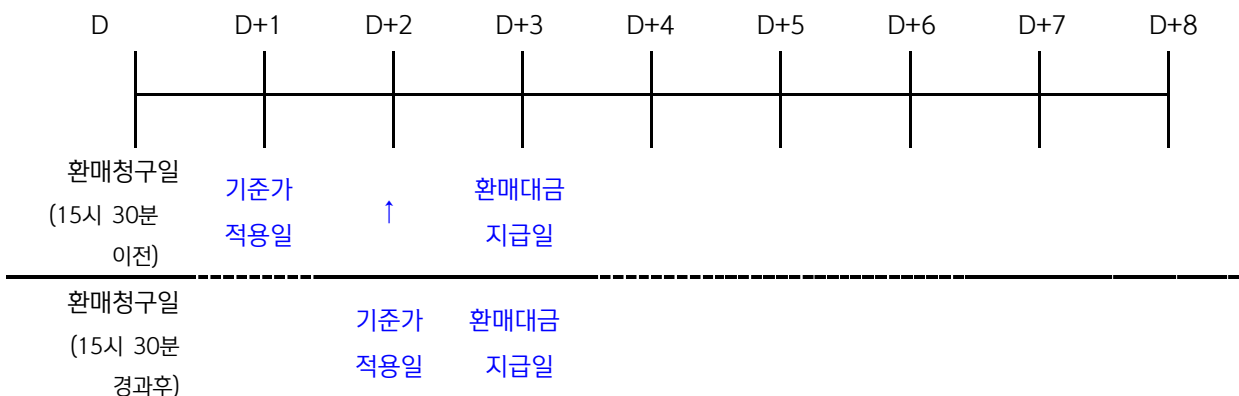 D D+1 D+2 D+3 D+4 D+5 D+6 D+7 D+8
환매청구일
(15시 30분
이전)
기준가
적용일
↑
환매대금
지급일
환매청구일
(15시 30분
경과후)
기준가
적용일
환매대금
지급일